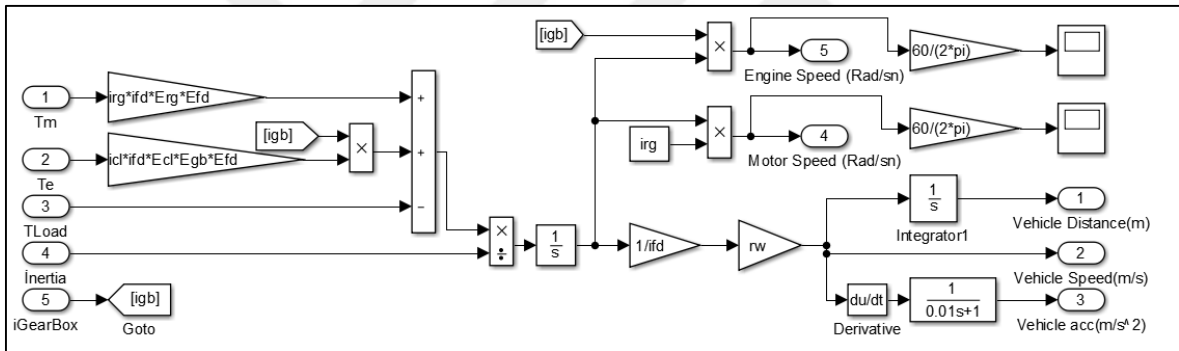 [igb]
×
5
Engine Speed (Rad/sn)
60/(2*pi)
1
Tm
irg*ifd*Erg*Efd
+
[igb]
×
+
2
Te
icl*ifd*Ecl*Egb*Efd
irg
×
4
Motor Speed (Rad/sn)
60/(2*pi)
3
TLoad
−
4
İnertia
×
÷
1
s
1/ifd
rw
1
s
Integrator1
1
Vehicle Distance(m)
2
Vehicle Speed(m/s)
5
iGearBox
[igb]
Goto
du/dt
Derivative
1
0.01s+1
3
Vehicle acc(m/s^2)